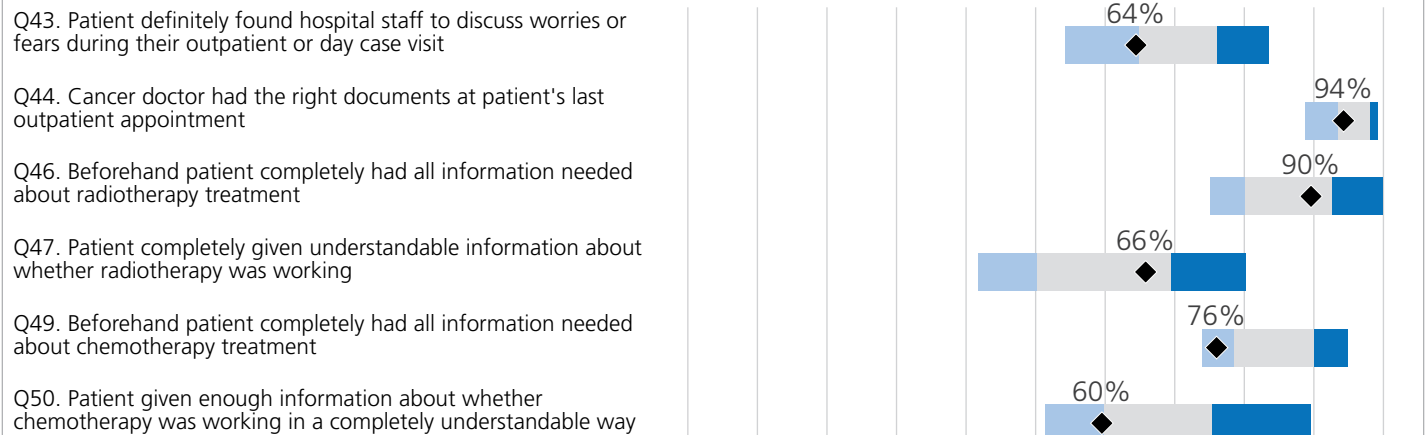 Q43. Patient definitely found hospital staff to discuss worries or
fears during their outpatient or day case visit
64%
Q44. Cancer doctor had the right documents at patient's last
outpatient appointment
94%
Q46. Beforehand patient completely had all information needed
about radiotherapy treatment
90%
Q47. Patient completely given understandable information about
whether radiotherapy was working
66%
Q49. Beforehand patient completely had all information needed
about chemotherapy treatment
76%
Q50. Patient given enough information about whether
chemotherapy was working in a completely understandable way
60%